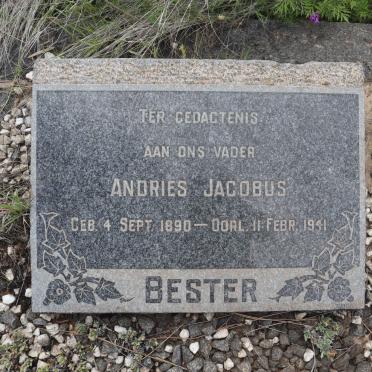 TER GEDAGTENIS
AAN ONS VADER
ANDRIES JACOBUS
GEB. 4 SEPT. 1890 — OORL. 11 FEBR. 1941
BESTER